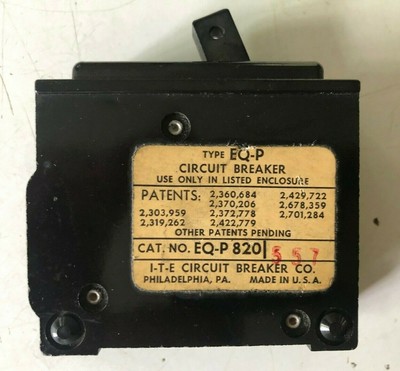 TYPE EQ-P
CIRCUIT BREAKER
USE ONLY IN LISTED ENCLOSURE
PATENTS: 2,360,684 2,429,722
2,370,206 2,678,359
2,303,959 2,372,778 2,701,284
2,319,262 2,422,779
OTHER PATENTS PENDING
CAT. NO. EQ-P 820 557
I-T-E CIRCUIT BREAKER CO.
PHILADELPHIA, PA. MADE IN U.S.A.